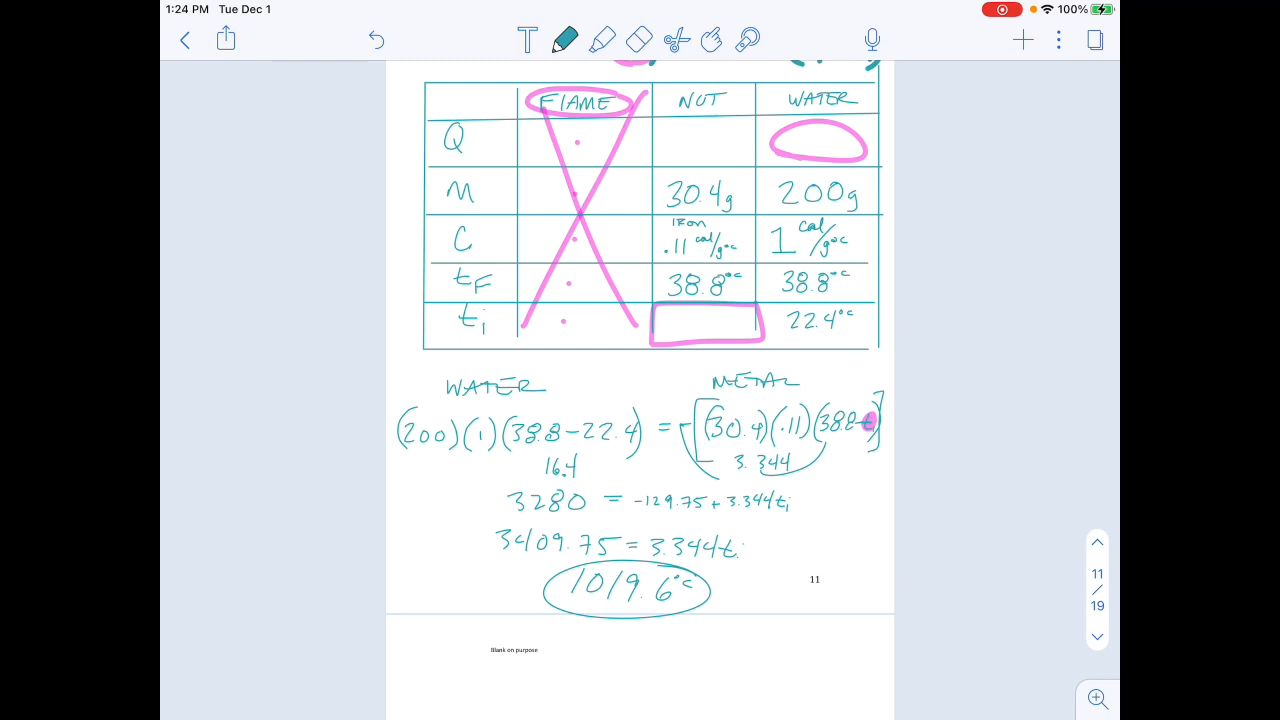 1:24 PM Tue Dec 1
100%
T
FLAME NUT WATER
Q
M 30.4g 200g
C IRON .11 cal/g°C 1 cal/g°C
tF 38.8°C 38.8°C
ti 22.4°C
WATER METAL
(200)(1)(38.8-22.4) = -[(30.4)(.11)(38.8-ti)]
16.4 3.344
3280 = -129.75 + 3.344ti
3409.75 = 3.344ti
1019.6°C
11
11
/
19
Blank on purpose